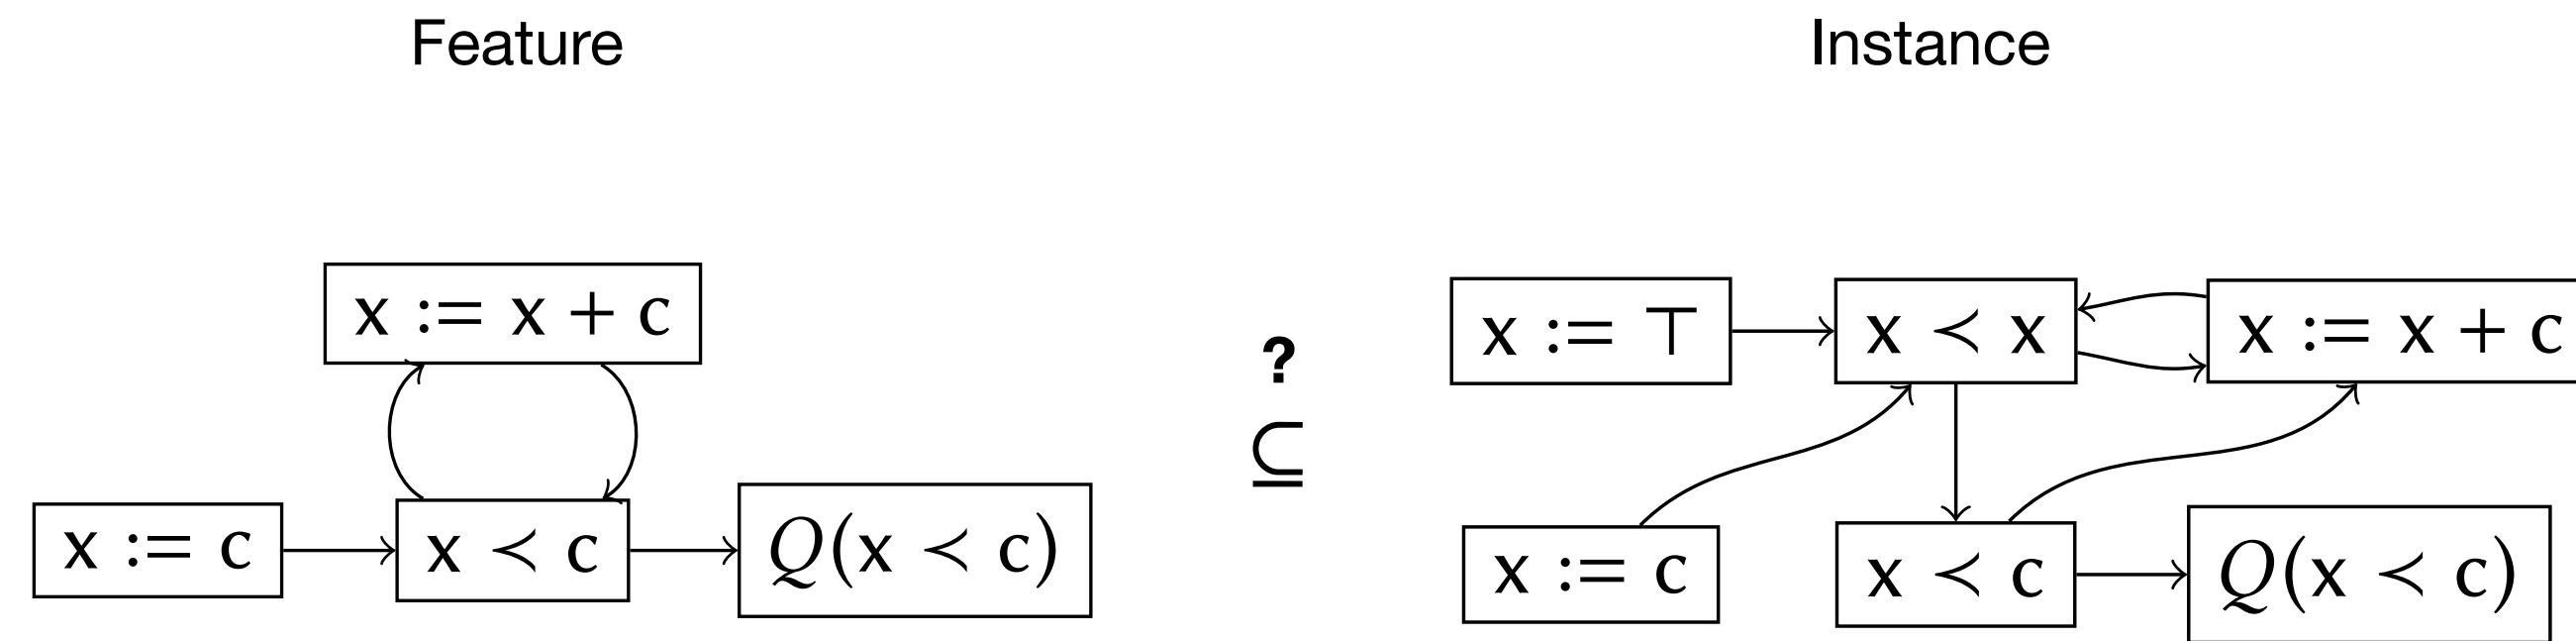 Feature
Instance
x := x + c
x := c
x ≺ c
Q(x ≺ c)
?
⊆
x := ⊤
x ≺ x
x := x + c
x := c
x ≺ c
Q(x ≺ c)